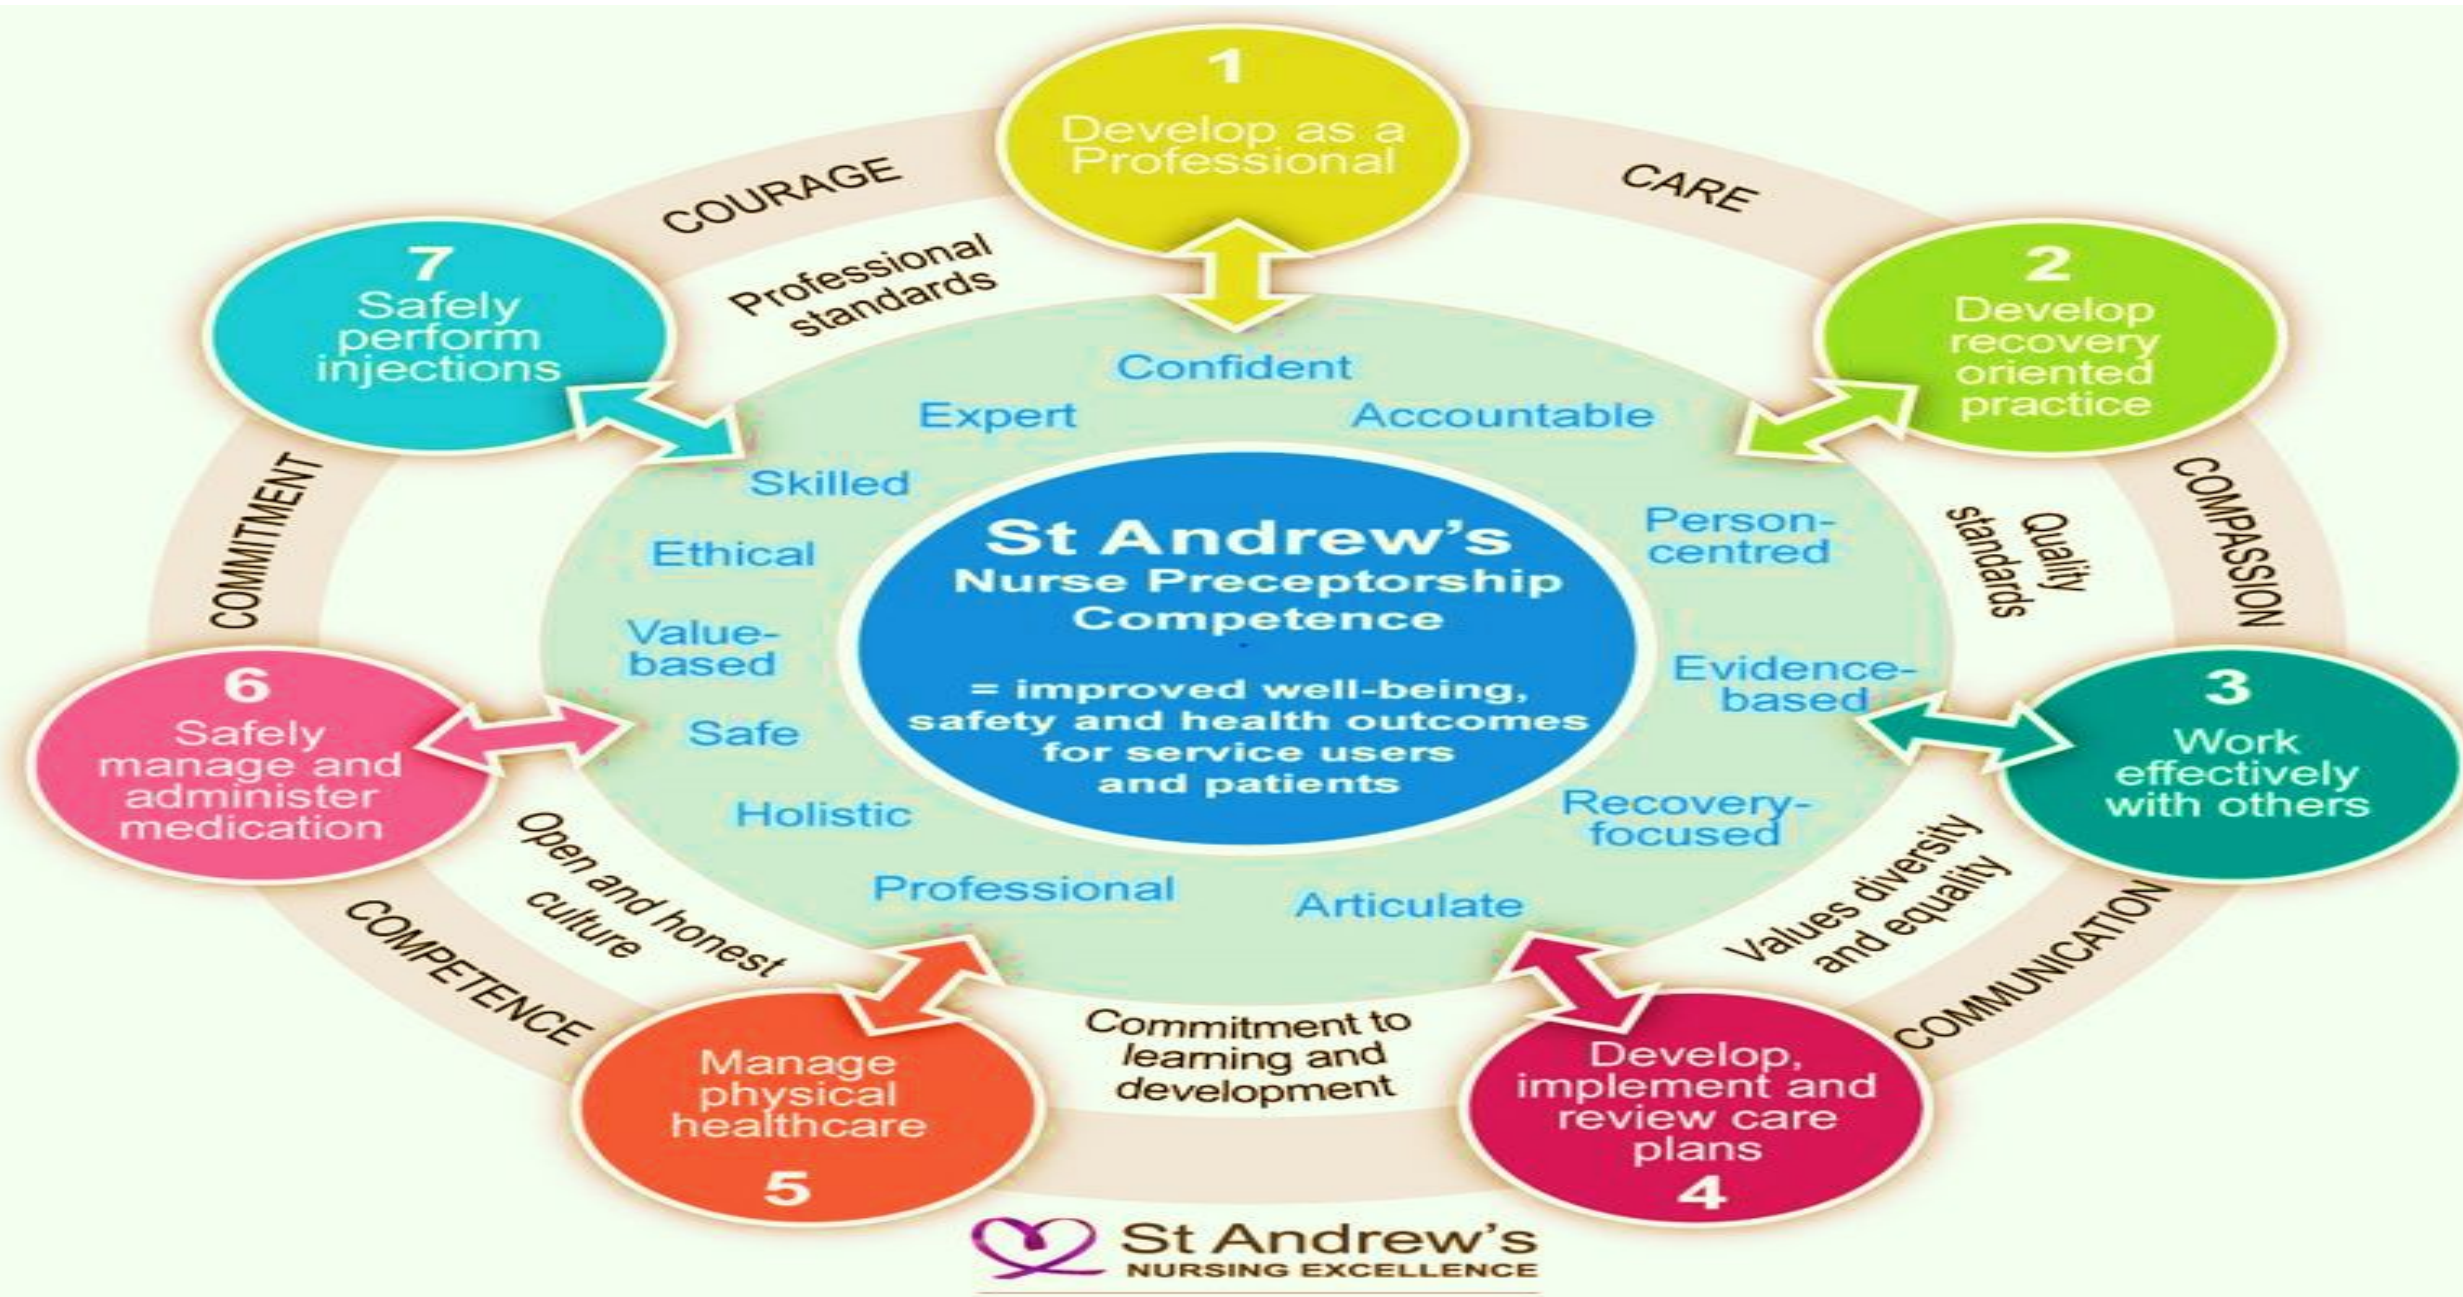 1
Develop as a
Professional
CARE
2
Develop
recovery
oriented
practice
COMPASSION
3
Work
effectively
with others
COMMUNICATION
Develop,
implement and
review care
plans
4
Manage
physical
healthcare
5
COMPETENCE
6
Safely
manage and
administer
medication
COMMITMENT
7
Safely
perform
injections
COURAGE
Professional
standards
Quality
standards
Values diversity
and equality
Commitment to
learning and
development
Open and honest
culture
Confident
Accountable
Person-
centred
Evidence-
based
Recovery-
focused
Articulate
Professional
Holistic
Safe
Value-
based
Ethical
Skilled
Expert
St Andrew's
Nurse Preceptorship
Competence
= improved well-being,
safety and health outcomes
for service users
and patients
St Andrew's
NURSING EXCELLENCE